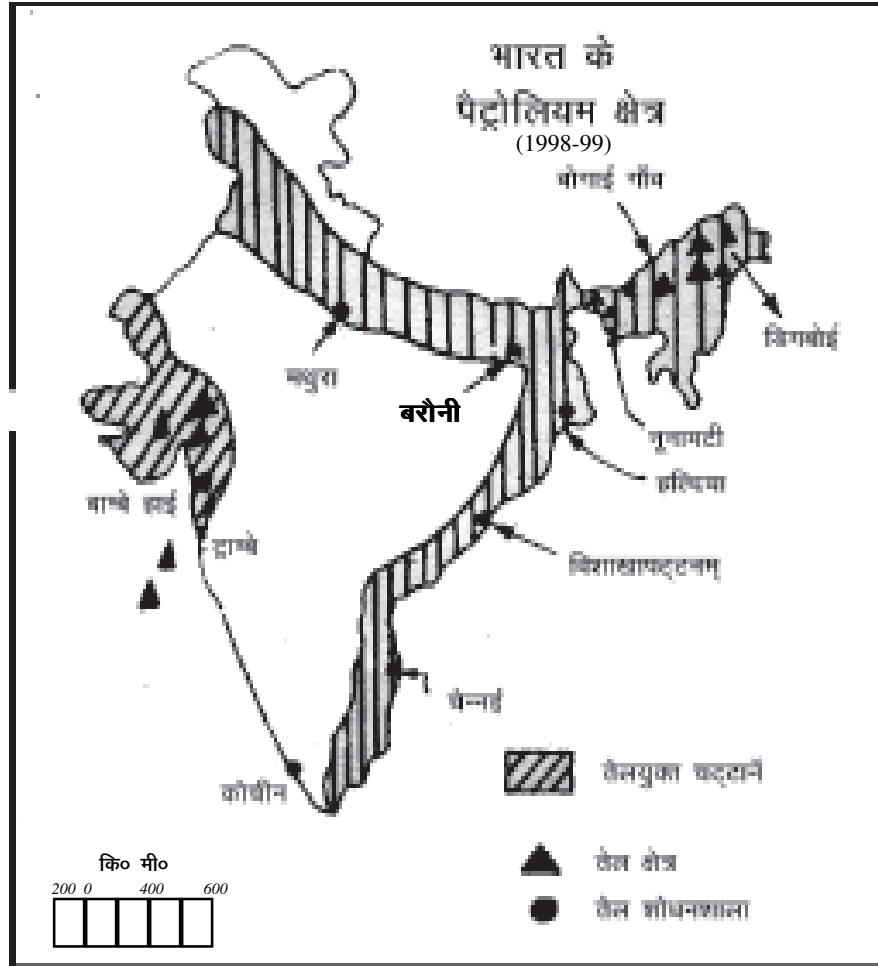 भारत के
पैट्रोलियम क्षेत्र
(1998-99)
बोगाई गाँव
डिगबोई
मथुरा
बरौनी
नूनामटी
हल्दिया
बाम्बे हाई
ट्राम्बे
विशाखापट्टनम्
चेन्नई
कोचीन
तेलयुक्त चट्टानें
तेल क्षेत्र
तेल शोधनशाला
कि० मी०
200 0 400 600